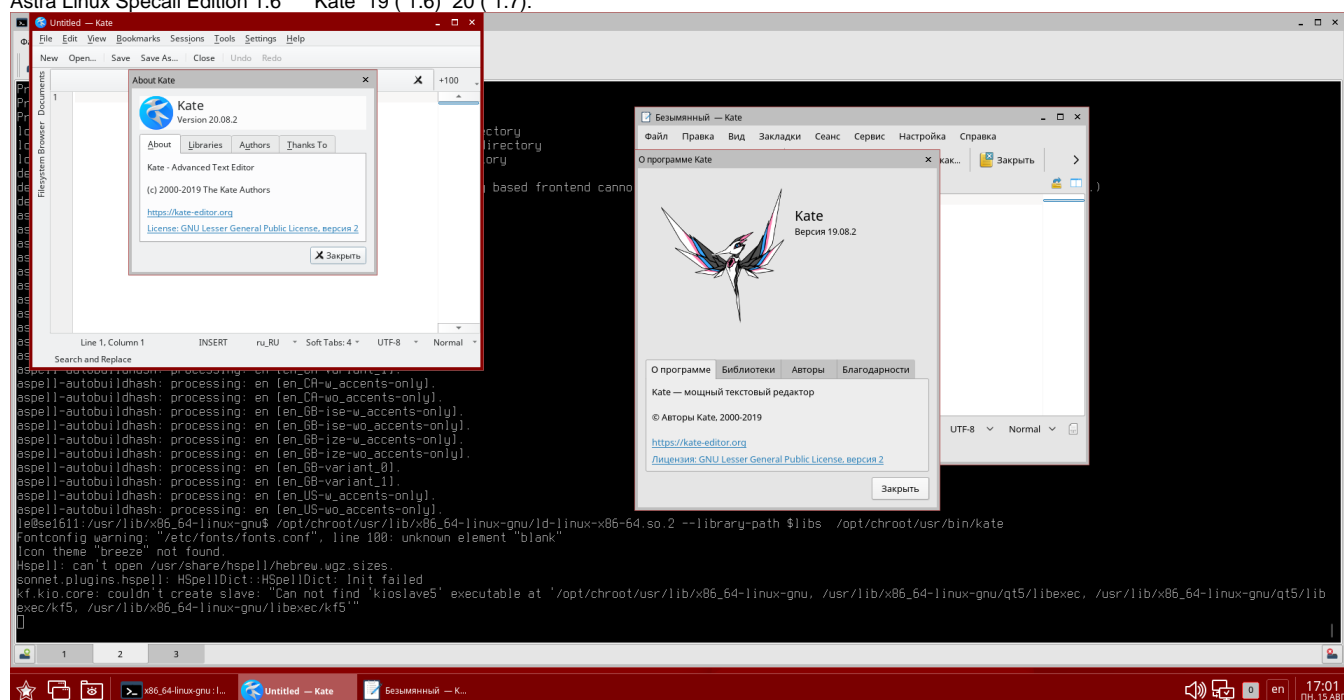 Astra Linux Specail Edition 1.6 Kate 19 ( 1.6) 20 ( 1.7).
Untitled — Kate
File Edit View Bookmarks Sessions Tools Settings Help
New Open... Save Save As... Close Undo Redo
Documents
Filesystem Browser
+100
1
About Kate
Kate
Version 20.08.2
About Libraries Authors Thanks To
Kate - Advanced Text Editor
(c) 2000-2019 The Kate Authors
https://kate-editor.org
License: GNU Lesser General Public License, версия 2
Закрыть
Line 1, Column 1 INSERT ru_RU Soft Tabs: 4 UTF-8 Normal
Search and Replace
Безымянный — Kate
Файл Правка Вид Закладки Сеанс Сервис Настройка Справка
как... Закрыть
О программе Kate
Kate
Версия 19.08.2
О программе Библиотеки Авторы Благодарности
Kate — мощный текстовый редактор
© Авторы Kate, 2000-2019
https://kate-editor.org
Лицензия: GNU Lesser General Public License, версия 2
Закрыть
UTF-8 Normal
based frontend canno
aspell-autobuildhash: processing: en [en_CA-w_accents-only].
aspell-autobuildhash: processing: en [en_CA-wo_accents-only].
aspell-autobuildhash: processing: en [en_GB-ise-w_accents-only].
aspell-autobuildhash: processing: en [en_GB-ise-wo_accents-only].
aspell-autobuildhash: processing: en [en_GB-ize-w_accents-only].
aspell-autobuildhash: processing: en [en_GB-ize-wo_accents-only].
aspell-autobuildhash: processing: en [en_GB-variant_0].
aspell-autobuildhash: processing: en [en_GB-variant_1].
aspell-autobuildhash: processing: en [en_US-w_accents-only].
aspell-autobuildhash: processing: en [en_US-wo_accents-only].
le@se1611:/usr/lib/x86_64-linux-gnu$ /opt/chroot/usr/lib/x86_64-linux-gnu/ld-linux-x86-64.so.2 --library-path $libs /opt/chroot/usr/bin/kate
Fontconfig warning: "/etc/fonts/fonts.conf", line 100: unknown element "blank"
Icon theme "breeze" not found.
Hspell: can't open /usr/share/hspell/hebrew.wgz.sizes.
sonnet.plugins.hspell: HSpellDict::HSpellDict: Init failed
kf.kio.core: couldn't create slave: "Can not find 'kioslave5' executable at '/opt/chroot/usr/lib/x86_64-linux-gnu, /usr/lib/x86_64-linux-gnu/qt5/libexec, /usr/lib/x86_64-linux-gnu/qt5/lib
exec/kf5, /usr/lib/x86_64-linux-gnu/libexec/kf5'"
1 2 3
x86_64-linux-gnu : l... Untitled — Kate Безымянный — K... 0 en 17:01
ПН, 15 АВГ